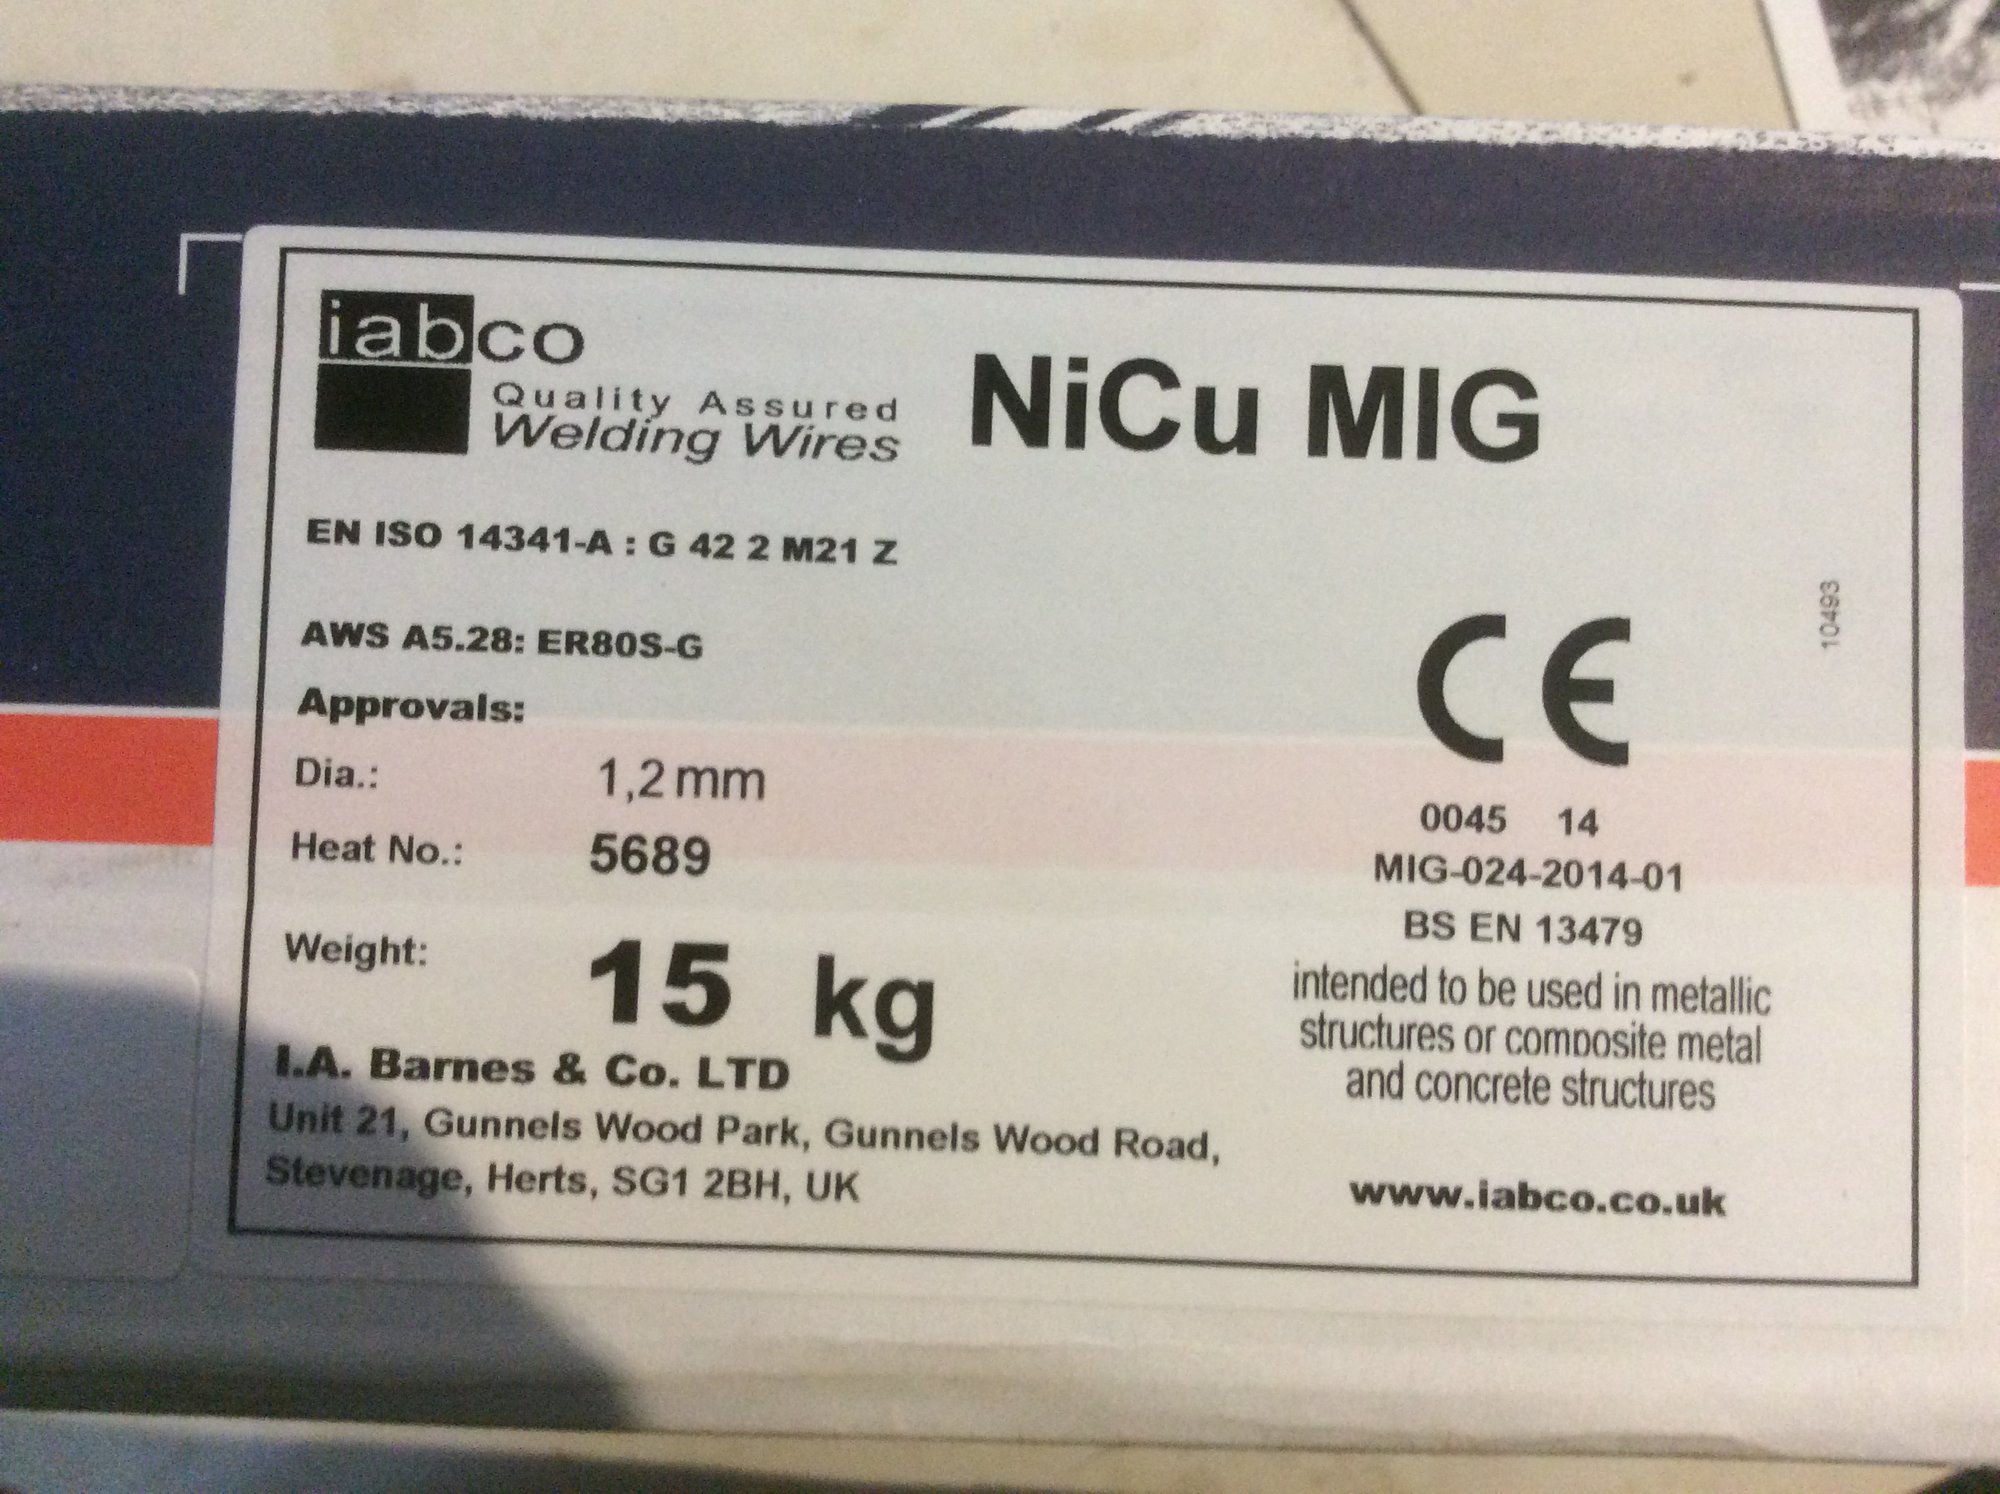 iabco
Quality Assured
Welding Wires
NiCu MIG
EN ISO 14341-A : G 42 2 M21 Z
AWS A5.28: ER80S-G
Approvals:
Dia.: 1,2 mm
Heat No.: 5689
Weight: 15 kg
I.A. Barnes & Co. LTD
Unit 21, Gunnels Wood Park, Gunnels Wood Road,
Stevenage, Herts, SG1 2BH, UK
10493
CE
0045 14
MIG-024-2014-01
BS EN 13479
intended to be used in metallic
structures or composite metal
and concrete structures
www.iabco.co.uk